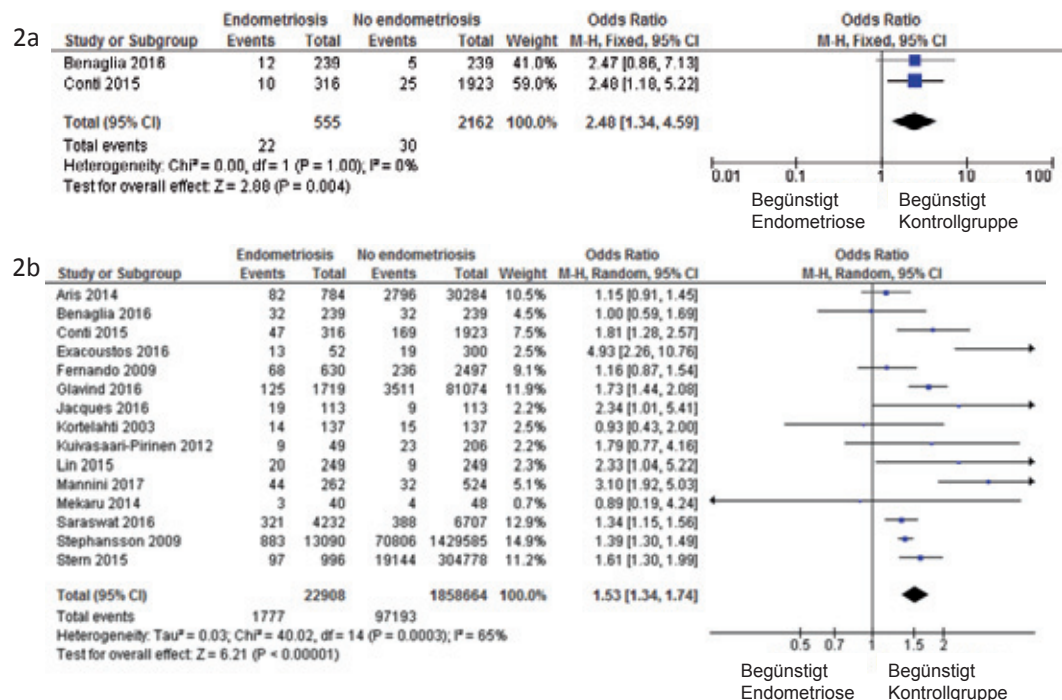 2a
Endometriosis No endometriosis Odds Ratio Odds Ratio
Study or Subgroup Events Total Events Total Weight M-H, Fixed, 95% CI M-H, Fixed, 95% CI
Benaglia 2016 12 239 5 239 41.0% 2.47 [0.86, 7.13]
Conti 2015 10 316 25 1923 59.0% 2.48 [1.18, 5.22]
Total (95% CI) 555 2162 100.0% 2.48 [1.34, 4.59]
Total events 22 30
Heterogeneity: Chi² = 0.00, df = 1 (P = 1.00); I² = 0%
Test for overall effect: Z = 2.88 (P = 0.004)
0.01 0.1 1 10 100
Begünstigt Begünstigt
Endometriose Kontrollgruppe
2b
Endometriosis No endometriosis Odds Ratio Odds Ratio
Study or Subgroup Events Total Events Total Weight M-H, Random, 95% CI M-H, Random, 95% CI
Aris 2014 82 784 2796 30284 10.5% 1.15 [0.91, 1.45]
Benaglia 2016 32 239 32 239 4.5% 1.00 [0.59, 1.69]
Conti 2015 47 316 169 1923 7.5% 1.81 [1.28, 2.57]
Exacoustos 2016 13 52 19 300 2.5% 4.93 [2.26, 10.76]
Fernando 2009 68 630 236 2497 9.1% 1.16 [0.87, 1.54]
Glavind 2016 125 1719 3511 81074 11.9% 1.73 [1.44, 2.08]
Jacques 2016 19 113 9 113 2.2% 2.34 [1.01, 5.41]
Kortelahti 2003 14 137 15 137 2.6% 0.93 [0.43, 2.00]
Kuivasaari-Pirinen 2012 9 49 23 206 2.2% 1.79 [0.77, 4.16]
Lin 2015 20 249 9 249 2.3% 2.33 [1.04, 5.22]
Mannini 2017 44 262 32 524 5.1% 3.10 [1.92, 5.03]
Mekaru 2014 3 40 4 48 0.7% 0.89 [0.19, 4.24]
Saraswat 2016 321 4232 388 6707 12.9% 1.34 [1.15, 1.56]
Stephansson 2009 883 13090 70806 1429585 14.9% 1.39 [1.30, 1.49]
Stern 2015 97 996 19144 304778 11.2% 1.61 [1.30, 1.99]
Total (95% CI) 22908 1858664 100.0% 1.53 [1.34, 1.74]
Total events 1777 97193
Heterogeneity: Tau² = 0.03; Chi² = 40.02, df = 14 (P = 0.0003); I² = 65%
Test for overall effect: Z = 6.21 (P < 0.00001)
0.5 0.7 1 1.5 2
Begünstigt Begünstigt
Endometriose Kontrollgruppe